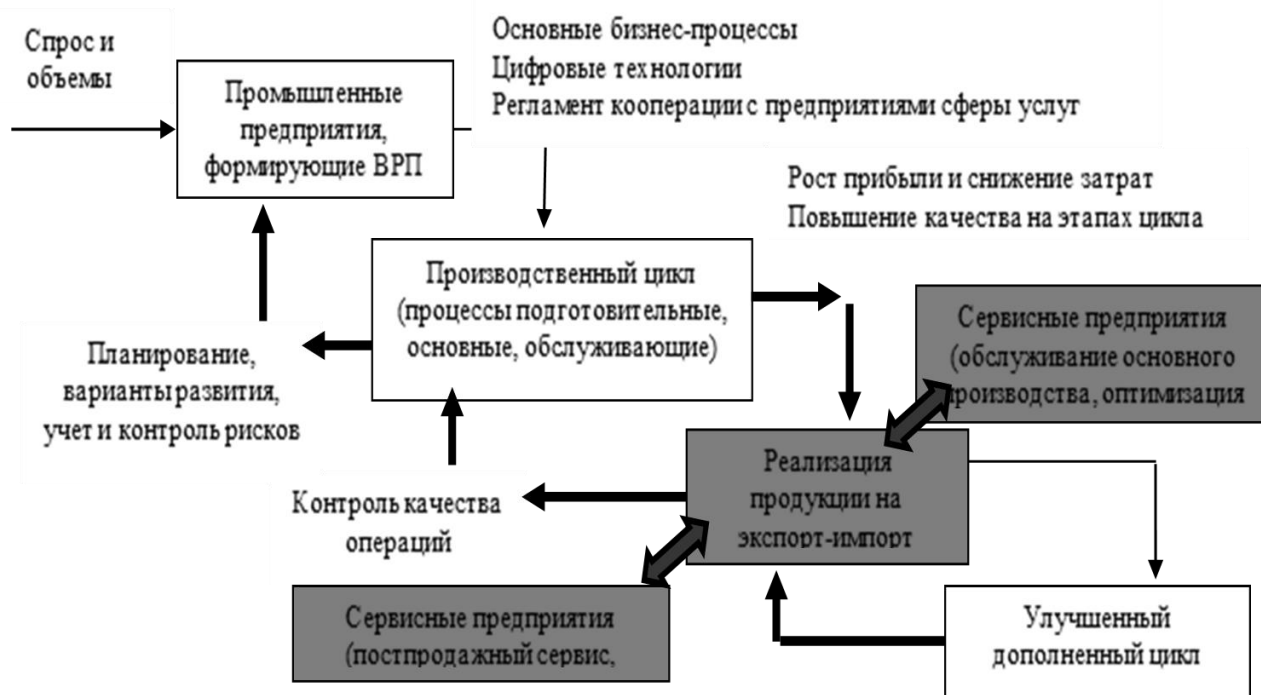 Спрос и
объемы
Промышленные
предприятия,
формирующие ВРП
Основные бизнес-процессы
Цифровые технологии
Регламент кооперации с предприятиями сферы услуг
Рост прибыли и снижение затрат
Повышение качества на этапах цикла
Производственный цикл
(процессы подготовительные,
основные, обслуживающие)
Сервисные предприятия
(обслуживание основного
производства, оптимизация
Планирование,
варианты развития,
учет и контроль рисков
Реализация
продукции на
экспорт-импорт
Контроль качества
операций
Сервисные предприятия
(постпродажный сервис,
Улучшенный
дополненный цикл